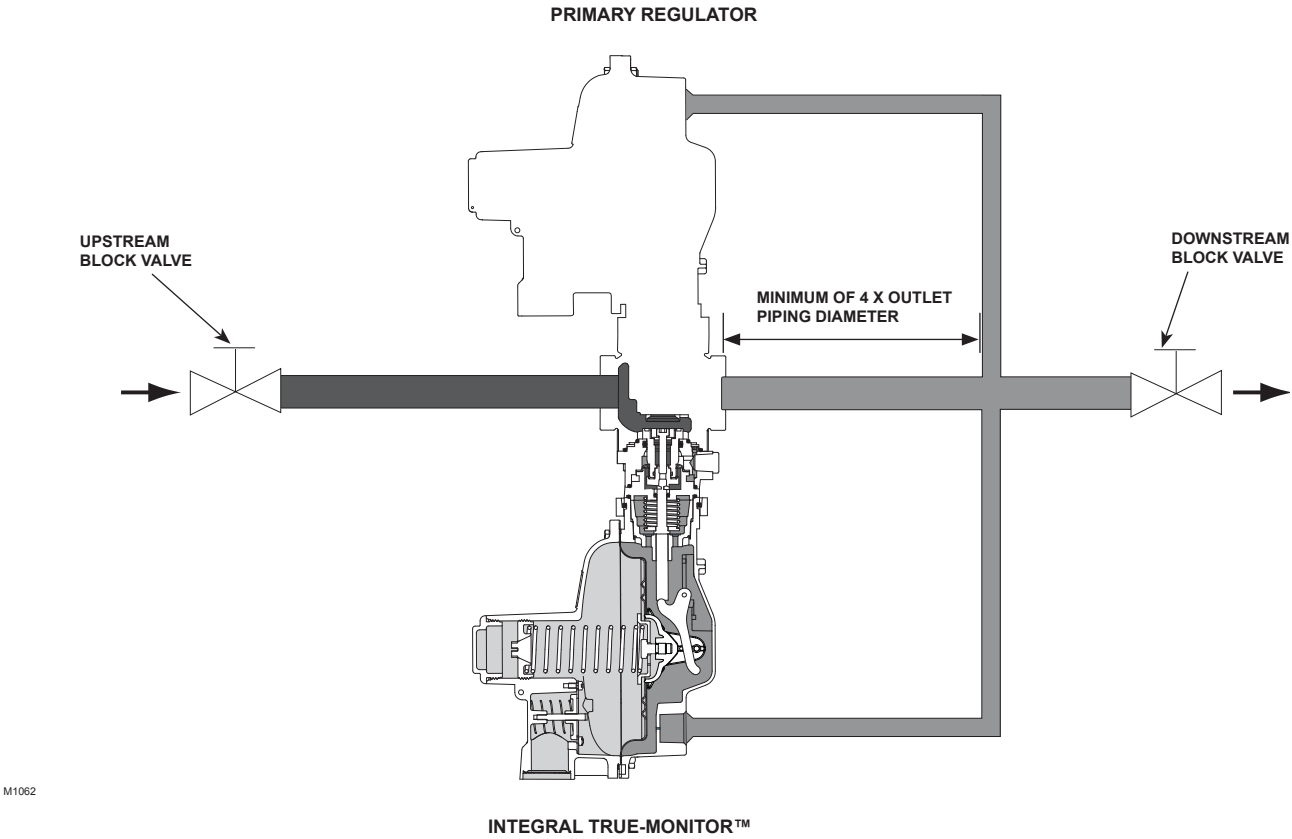 PRIMARY REGULATOR
UPSTREAM
BLOCK VALVE
DOWNSTREAM
BLOCK VALVE
MINIMUM OF 4 X OUTLET
PIPING DIAMETER
M1062
INTEGRAL TRUE-MONITOR™